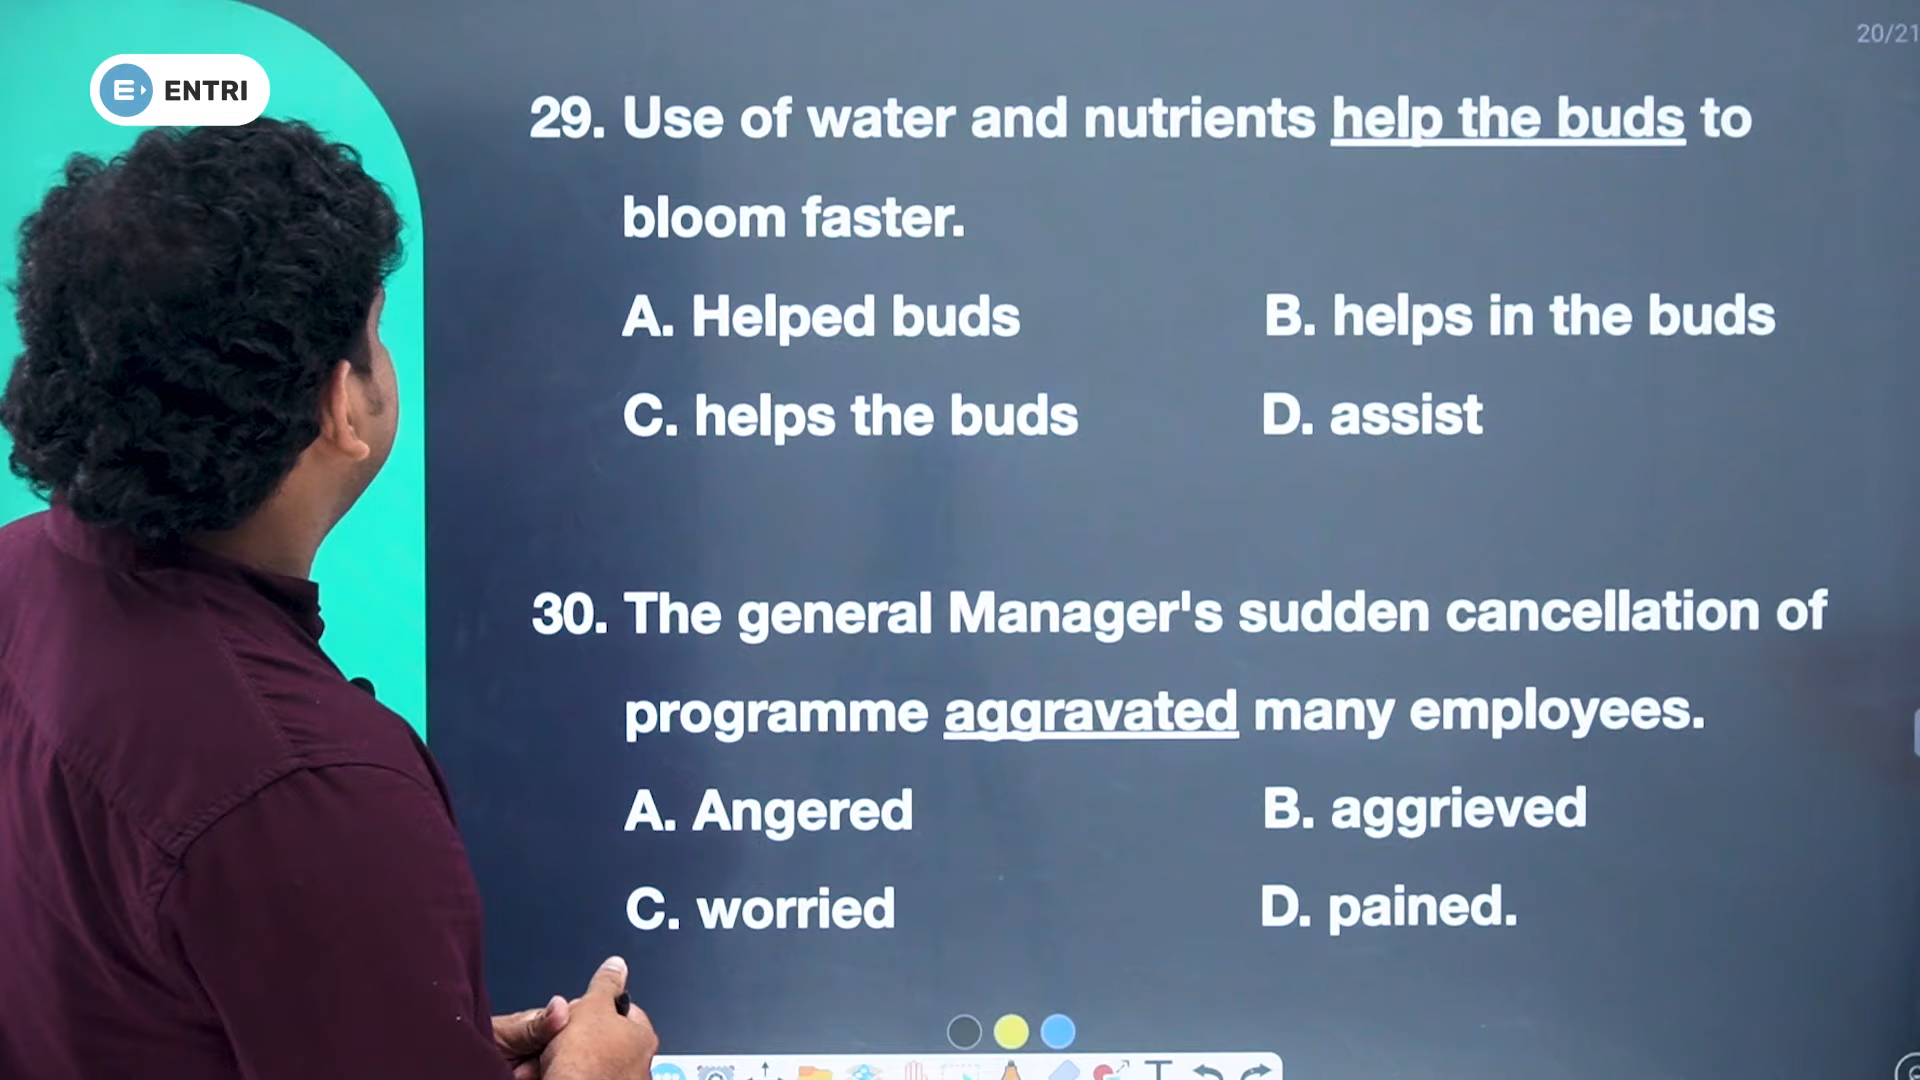 20/21
ENTRI
29. Use of water and nutrients help the buds to
bloom faster.
A. Helped buds
B. helps in the buds
C. helps the buds
D. assist
30. The general Manager's sudden cancellation of
programme aggravated many employees.
A. Angered
B. aggrieved
C. worried
D. pained.